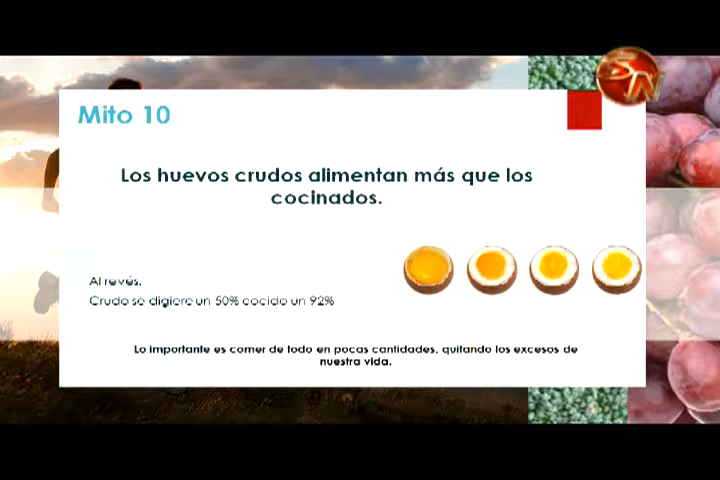 SN
Mito 10
Los huevos crudos alimentan más que los
cocinados.
Al revés.
Crudo se digiere un 50% cocido un 92%
Lo importante es comer de todo en pocas cantidades, quitando los excesos de
nuestra vida.